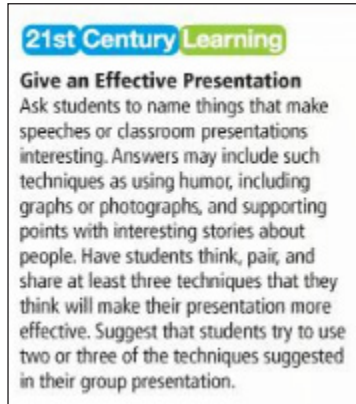 21st Century Learning
Give an Effective Presentation
Ask students to name things that make
speeches or classroom presentations
interesting. Answers may include such
techniques as using humor, including
graphs or photographs, and supporting
points with interesting stories about
people. Have students think, pair, and
share at least three techniques that they
think will make their presentation more
effective. Suggest that students try to use
two or three of the techniques suggested
in their group presentation.